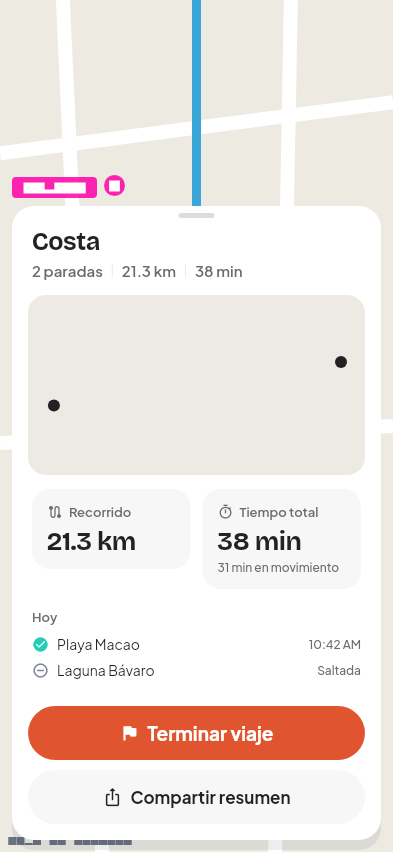 Costa
2 paradas 21.3 km 38 min
Recorrido
21.3 km
Tiempo total
38 min
31 min en movimiento
Hoy
Playa Macao 10:42 AM
Laguna Bávaro Saltada
Terminar viaje
Compartir resumen